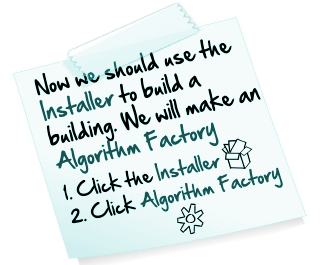 Now we should use the
Installer to build a
building. We will make an
Algorithm Factory
1. Click the Installer
2. Click Algorithm Factory